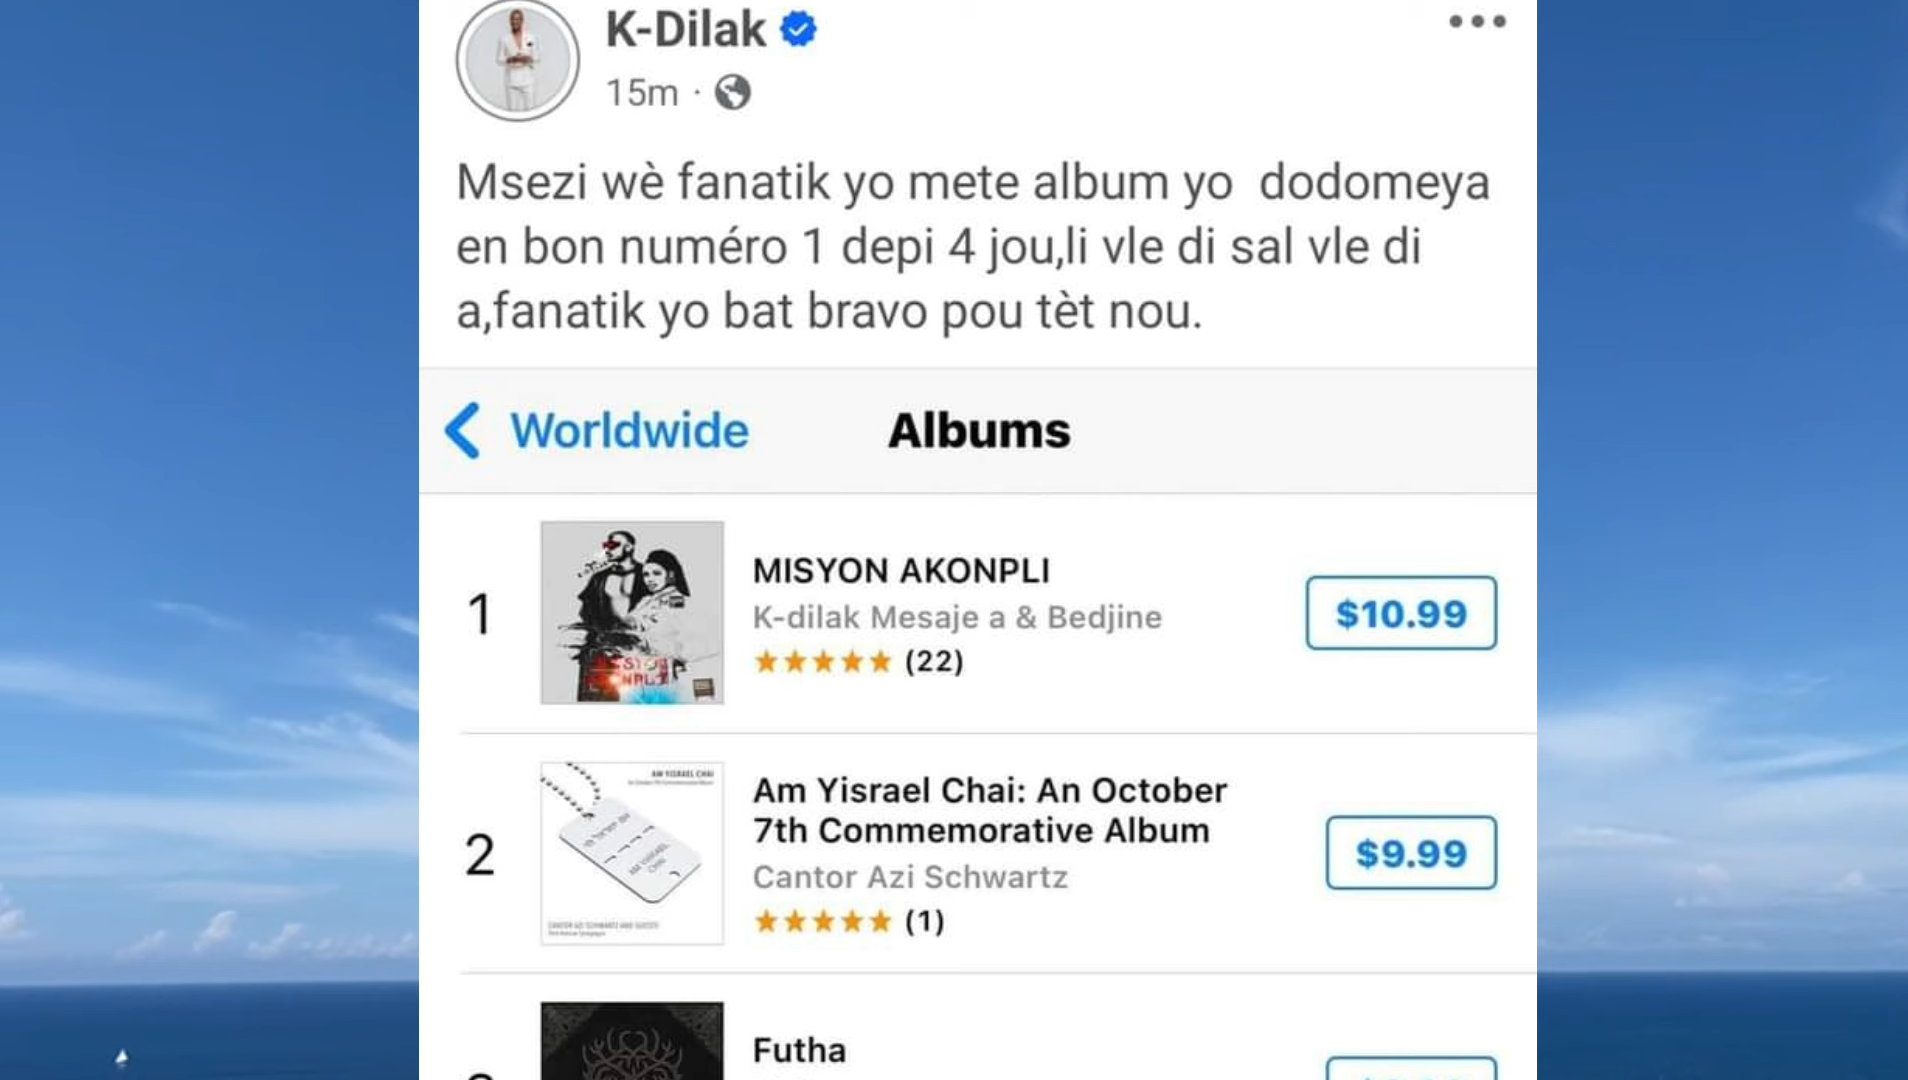 K-Dilak
15m ·
Msezi wè fanatik yo mete album yo dodomeya
en bon numéro 1 depi 4 jou,li vle di sal vle di
a,fanatik yo bat bravo pou tèt nou.
Worldwide
Albums
1
MISYON AKONPLI
K-dilak Mesaje a & Bedjine
(22)
$10.99
2
AM YISRAEL CHAI
Am Yisrael Chai: An October
7th Commemorative Album
Cantor Azi Schwartz
(1)
$9.99
Futha